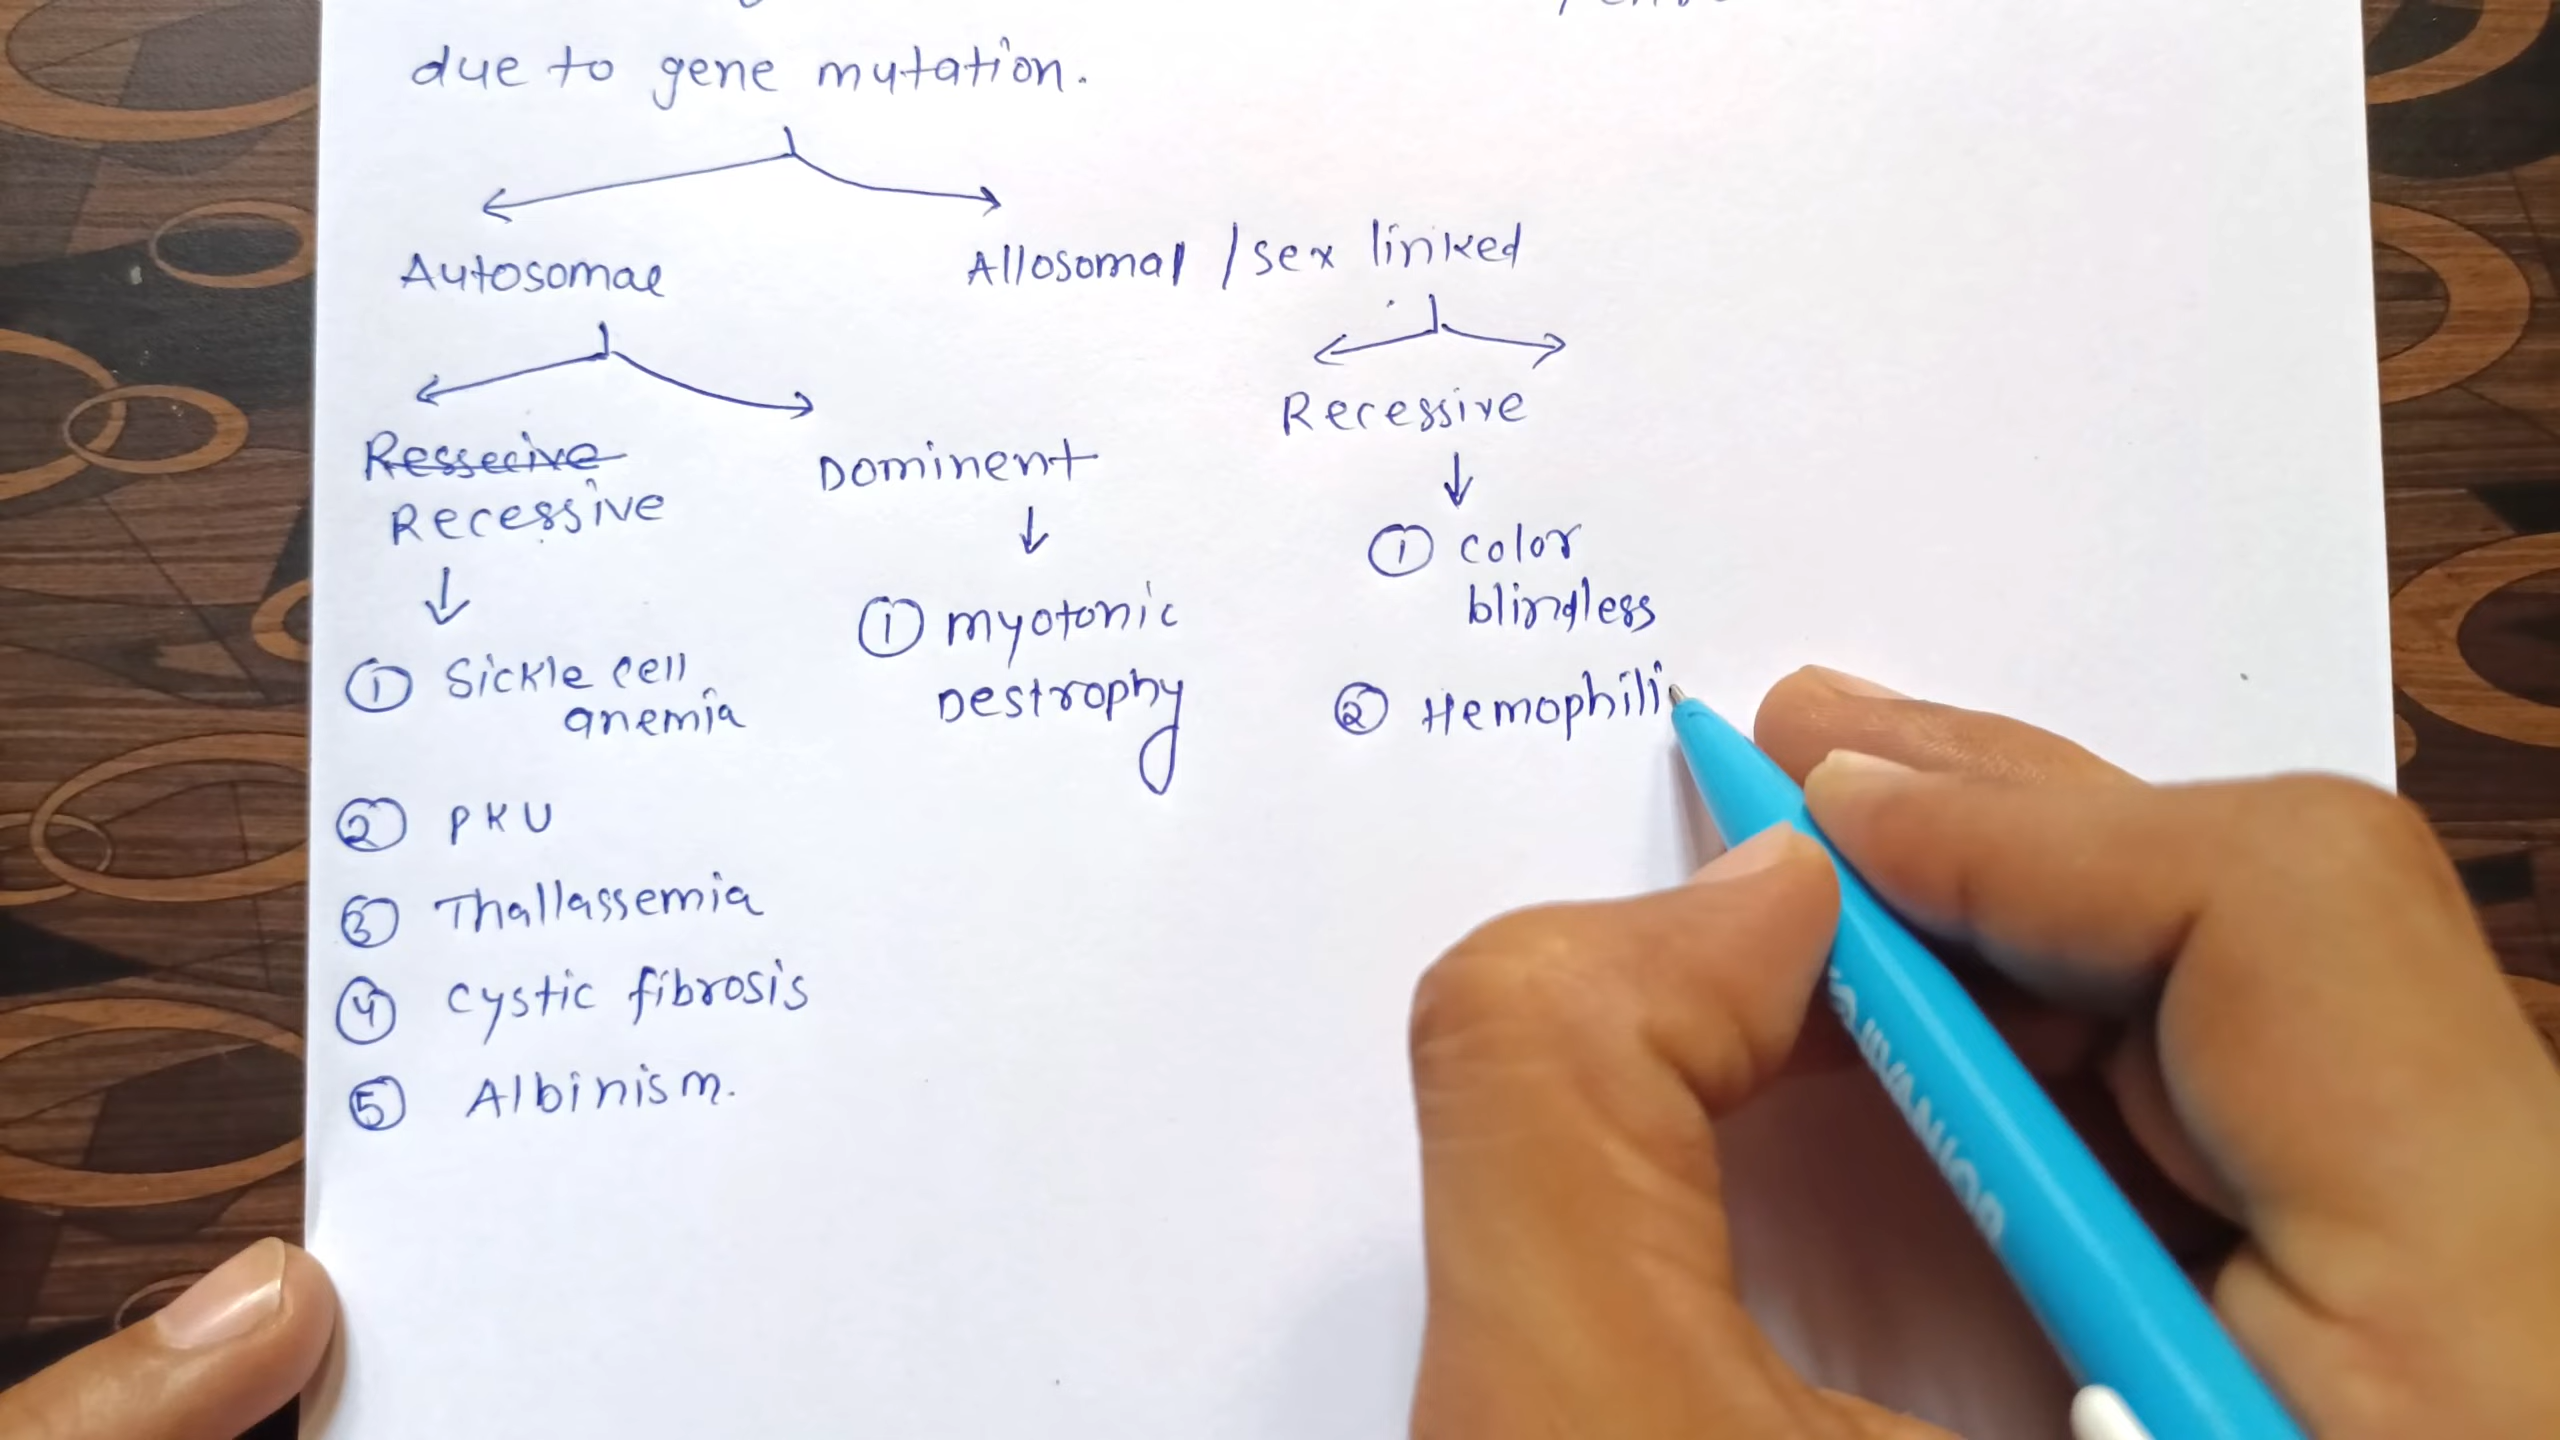 due to gene mutation.
Autosomal
Allosomal / sex linked
Ressecive
Recessive
Dominent
Recessive
① Sickle cell
anemia
② PKU
③ Thallassemia
④ cystic fibrosis
⑤ Albinism.
① myotonic
Destrophy
① color
blindless
② Hemophili